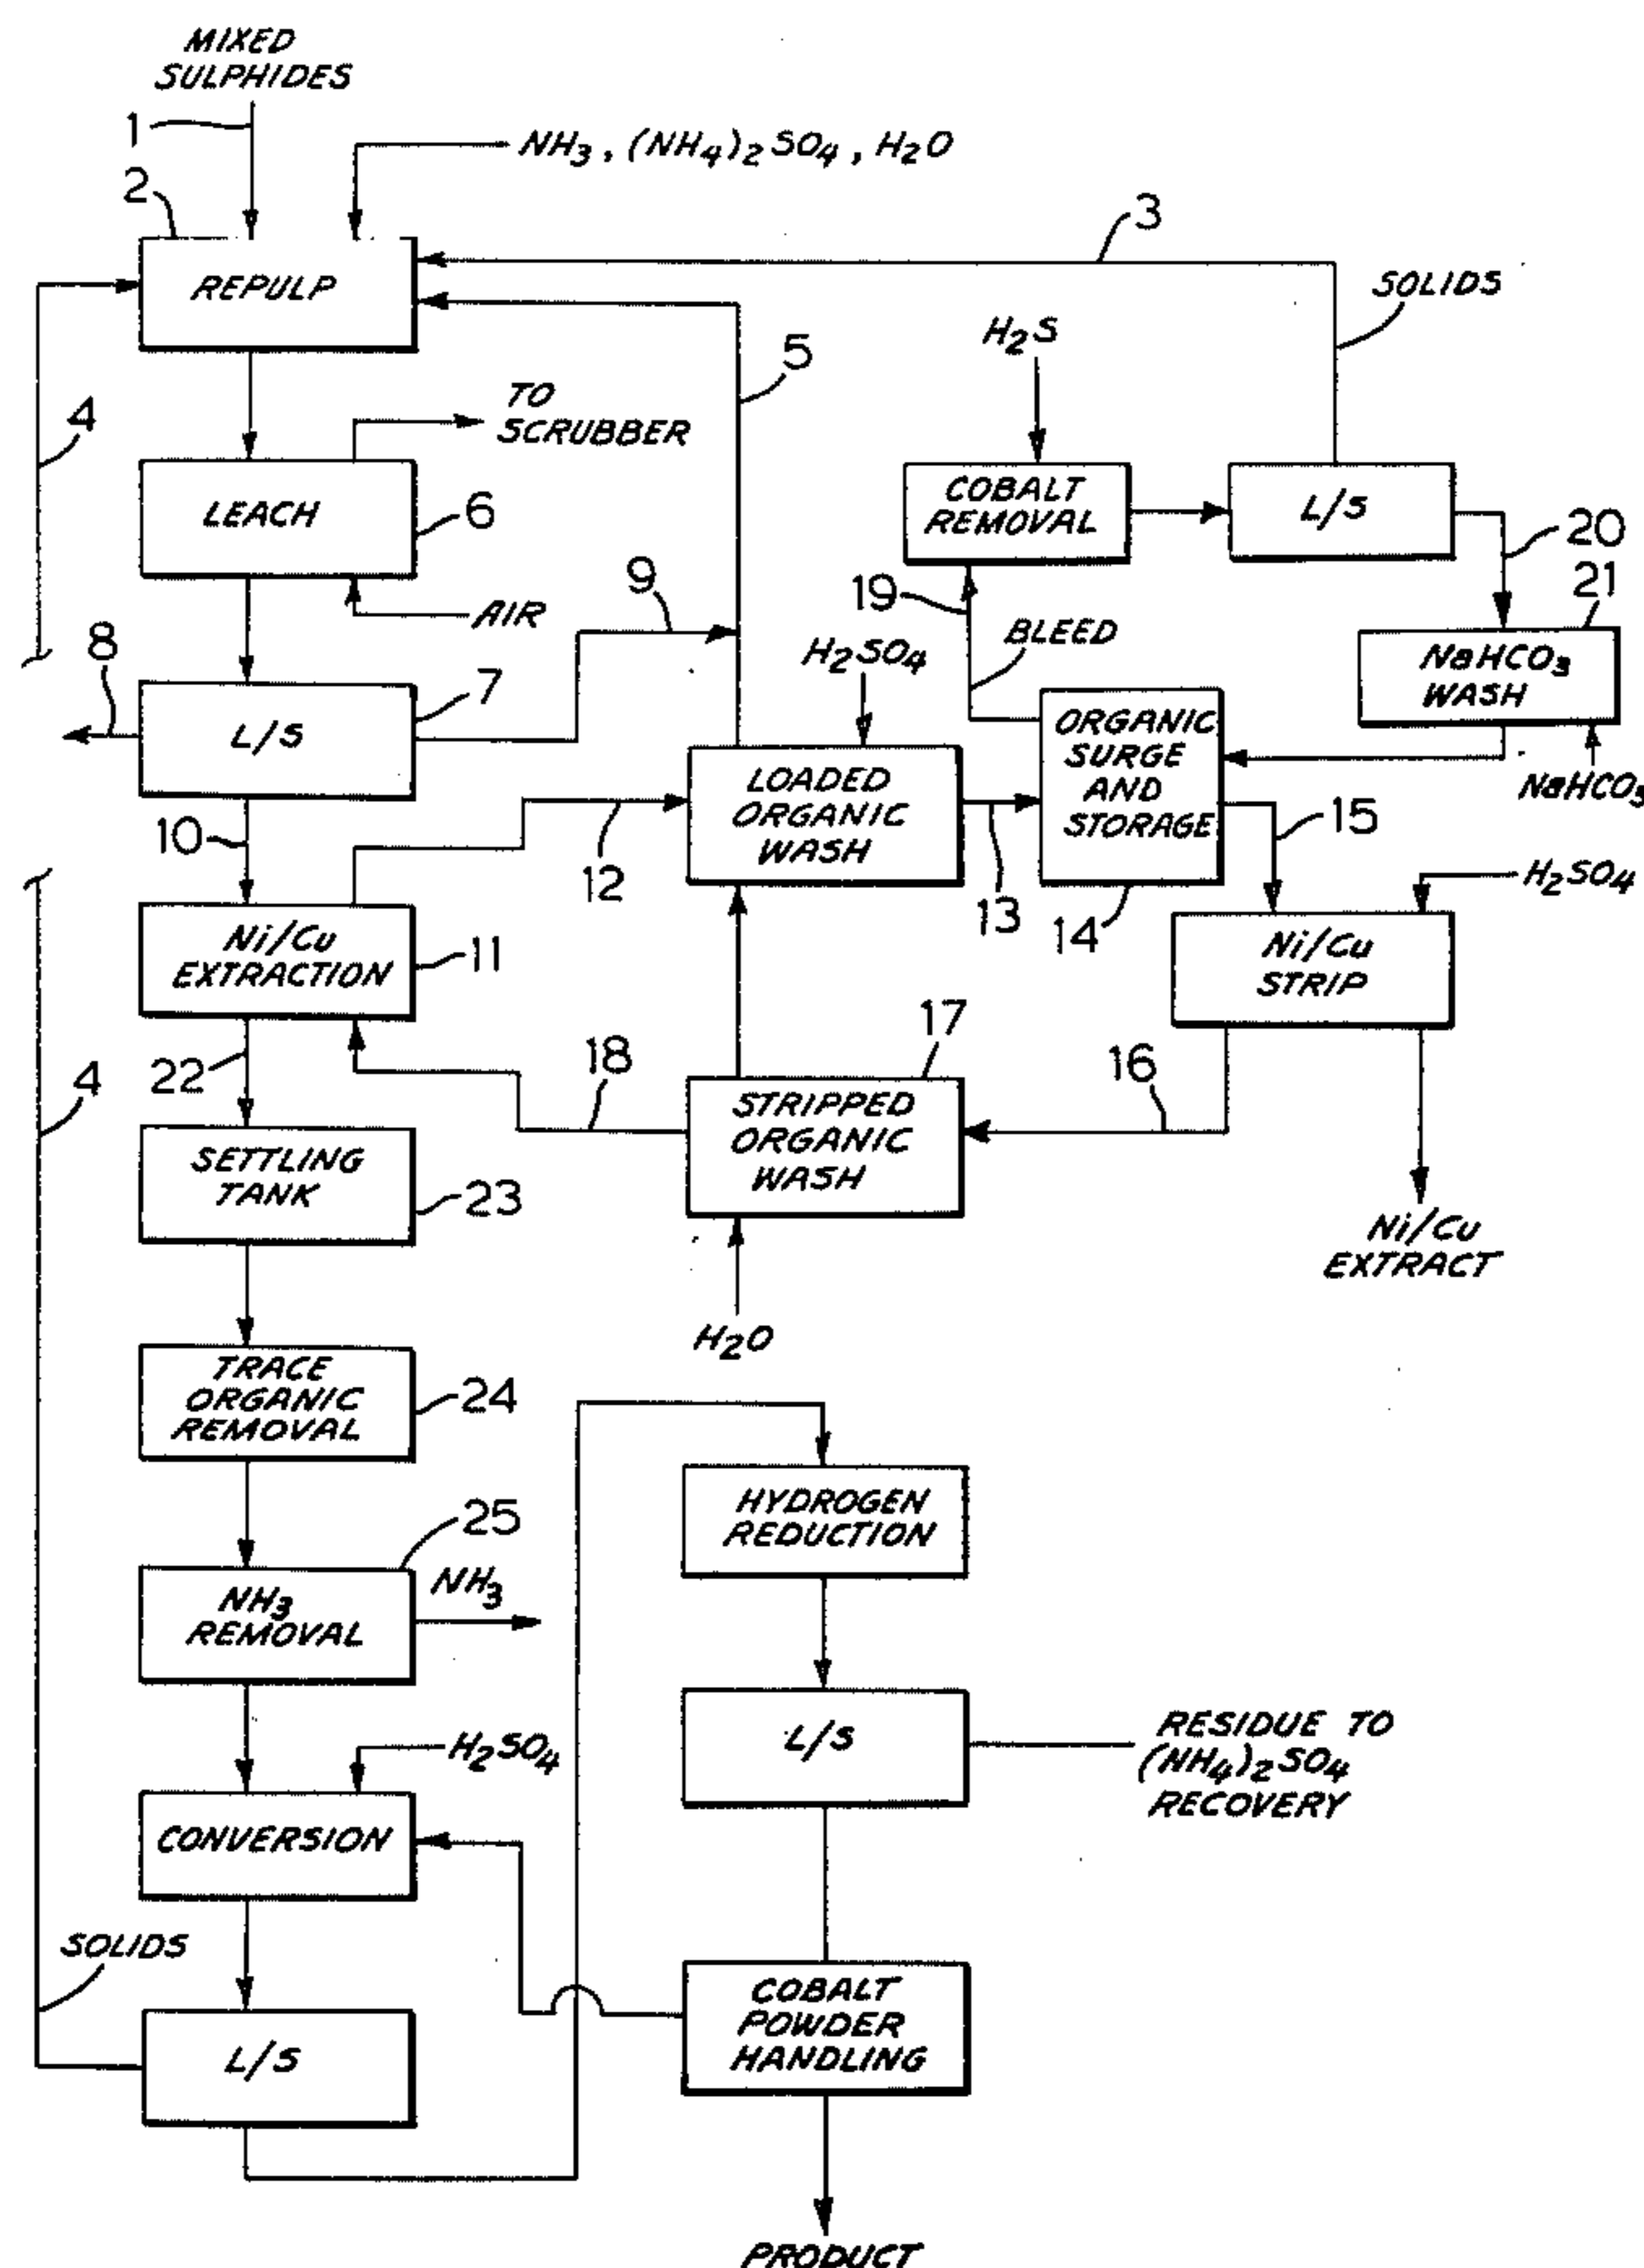 MIXED
SULPHIDES
1
NH3, (NH4)2SO4, H2O
2
3
REPULP
SOLIDS
H2S
5
4
TO
SCRUBBER
LEACH
6
COBALT
REMOVAL
L/S
20
21
AIR
9
19
BLEED
8
H2SO4
NaHCO3
WASH
7
L/S
ORGANIC
SURGE
AND
STORAGE
LOADED
ORGANIC
WASH
NaHCO3
15
10
12
13
14
H2SO4
Ni/Cu
EXTRACTION
11
Ni/Cu
STRIP
17
18
16
22
4
STRIPPED
ORGANIC
WASH
SETTLING
TANK
23
Ni/Cu
EXTRACT
H2O
TRACE
ORGANIC
REMOVAL
24
HYDROGEN
REDUCTION
25
NH3
NH3
REMOVAL
L/S
RESIDUE TO
(NH4)2SO4
RECOVERY
H2SO4
CONVERSION
SOLIDS
COBALT
POWDER
HANDLING
L/S
PRODUCT